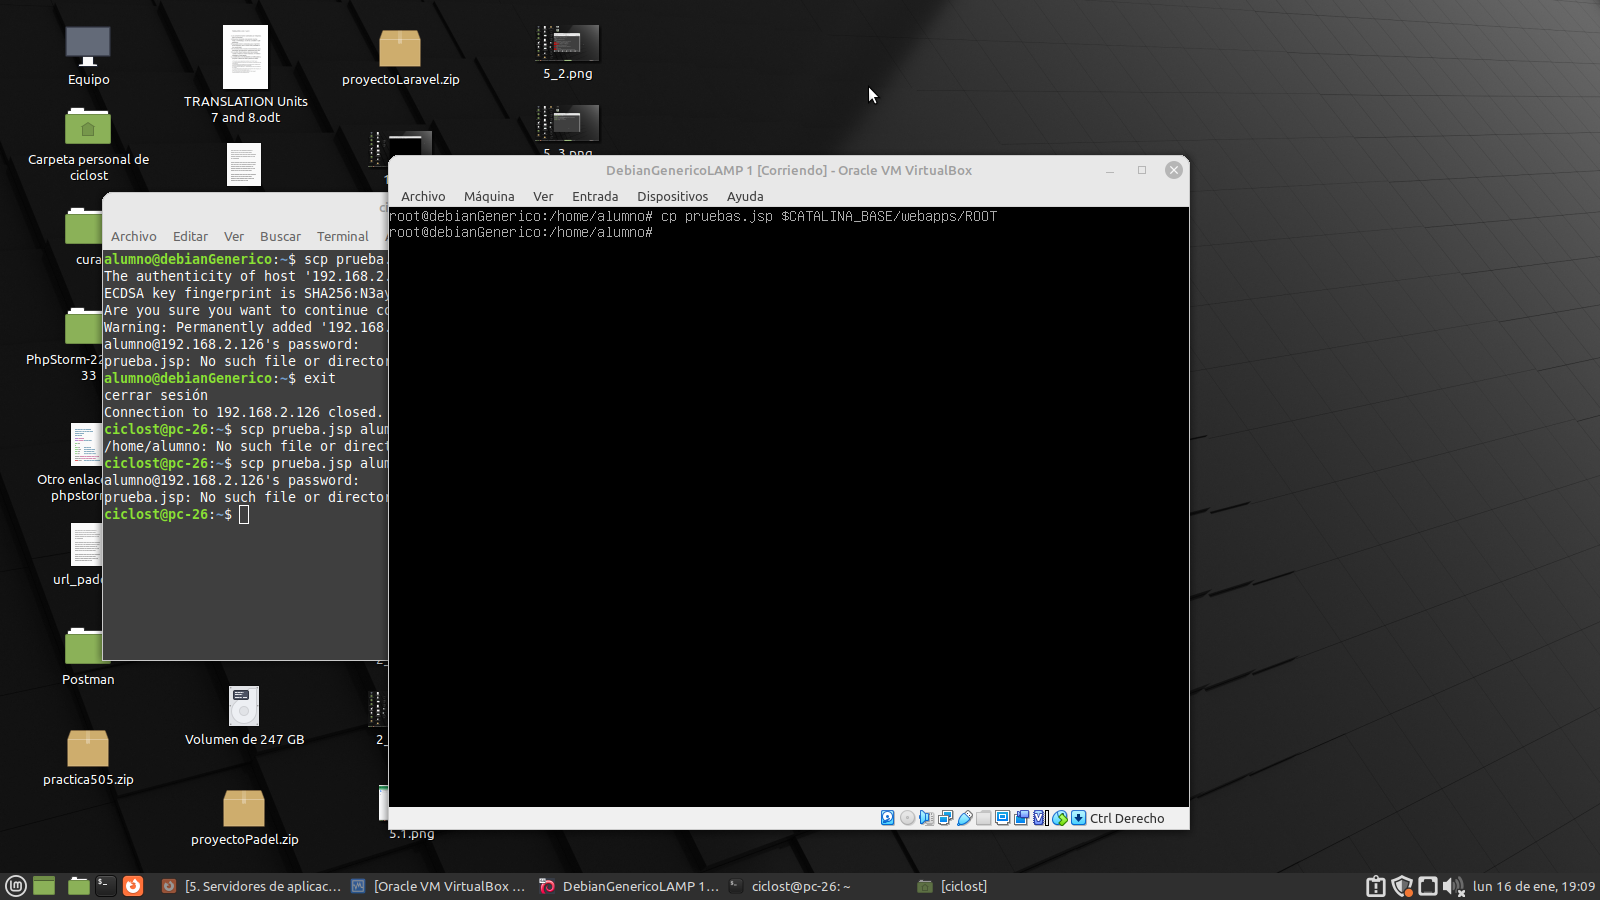 Equipo
Carpeta personal de
ciclost
cura
PhpStorm-22
33
Otro enlac
phpstorm
url_pad
Postman
practica505.zip
TRANSLATION Units
7 and 8.odt
Volumen de 247 GB
proyectoPadel.zip
proyectoLaravel.zip
5.1.png
5_2.png
5_3.png
Archivo Editar Ver Buscar Terminal
alumno@debianGenerico:~$ scp prueba.
The authenticity of host '192.168.2.
ECDSA key fingerprint is SHA256:N3ay
Are you sure you want to continue co
Warning: Permanently added '192.168.
alumno@192.168.2.126's password:
prueba.jsp: No such file or director
alumno@debianGenerico:~$ exit
cerrar sesión
Connection to 192.168.2.126 closed.
ciclost@pc-26:~$ scp prueba.jsp alum
/home/alumno: No such file or direct
ciclost@pc-26:~$ scp prueba.jsp alum
alumno@192.168.2.126's password:
prueba.jsp: No such file or director
ciclost@pc-26:~$
DebianGenericoLAMP 1 [Corriendo] - Oracle VM VirtualBox
Archivo Máquina Ver Entrada Dispositivos Ayuda
root@debianGenerico:/home/alumno# cp pruebas.jsp $CATALINA_BASE/webapps/ROOT
root@debianGenerico:/home/alumno#
Ctrl Derecho
[5. Servidores de aplicac... [Oracle VM VirtualBox ... DebianGenericoLAMP 1... ciclost@pc-26: ~ [ciclost] lun 16 de ene, 19:09